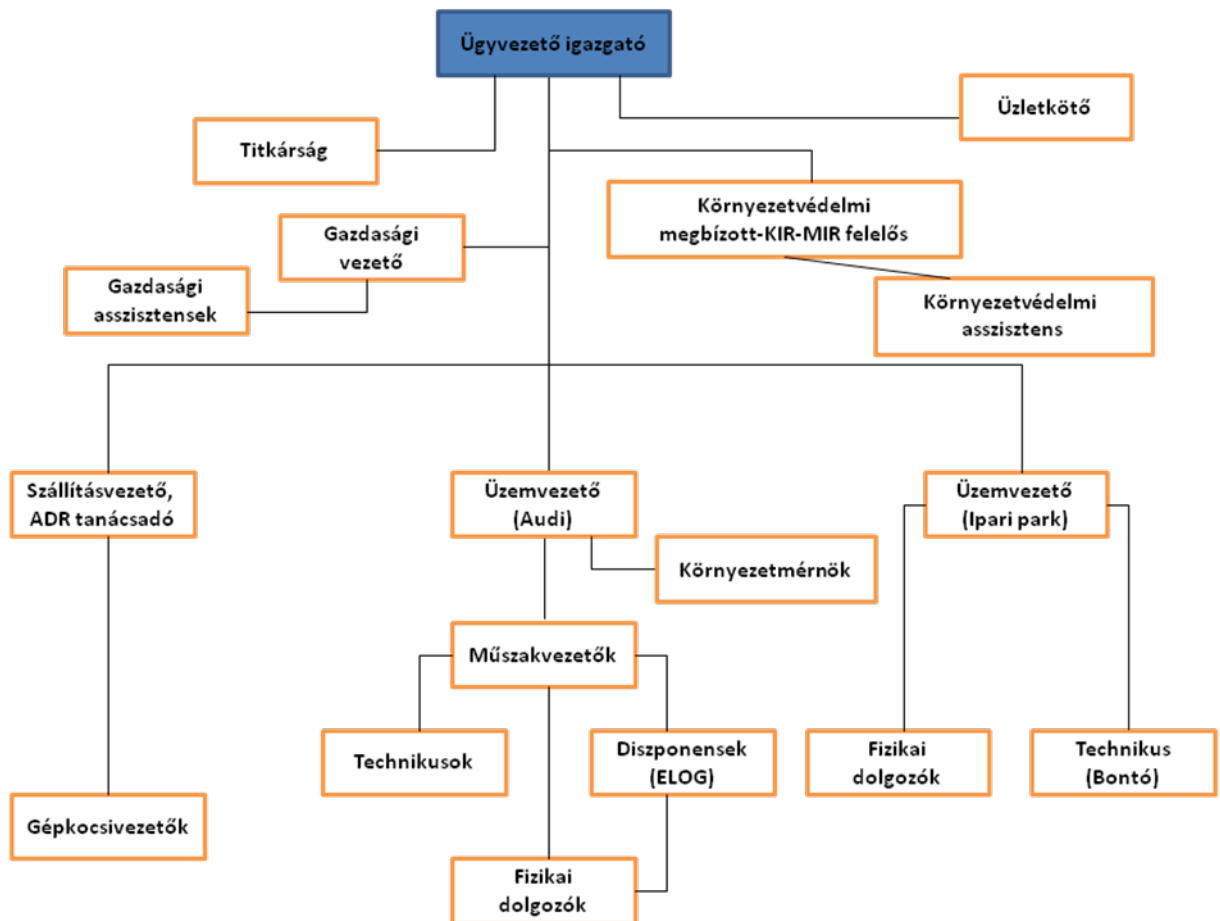 Ügyvezető igazgató
Üzletkötő
Titkárság
Környezetvédelmi
megbízott-KIR-MIR felelős
Gazdasági
vezető
Gazdasági
asszisztensek
Környezetvédelmi
asszisztens
Szállításvezető,
ADR tanácsadó
Üzemvezető
(Audi)
Üzemvezető
(Ipari park)
Környezetmérnök
Műszakvezetők
Technikusok
Diszponensek
(ELOG)
Fizikai
dolgozók
Technikus
(Bontó)
Gépkocsivezetők
Fizikai
dolgozók